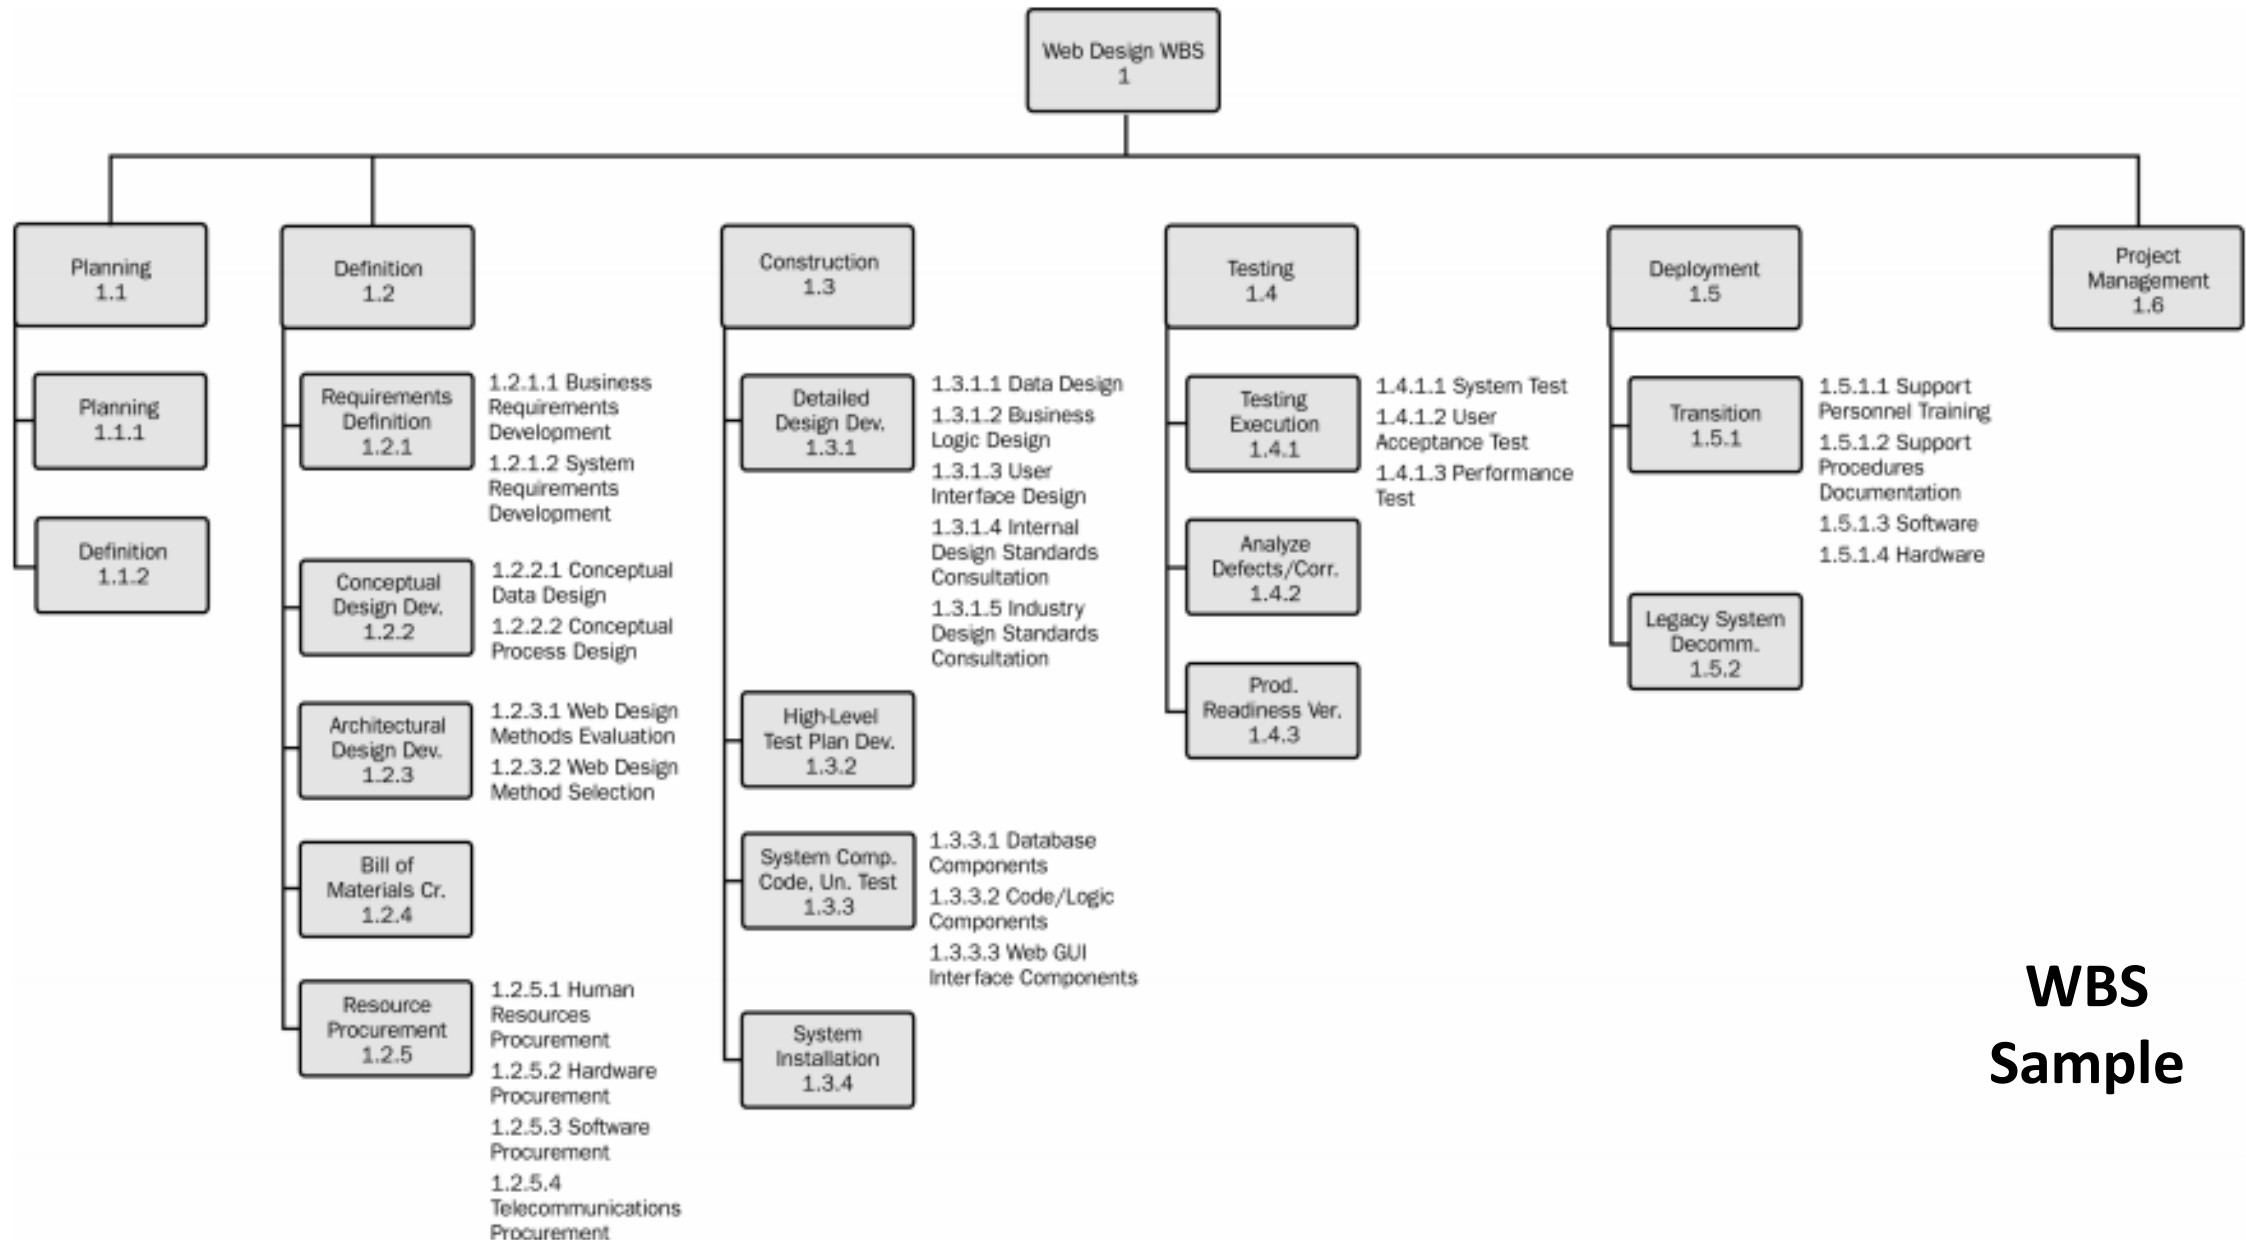 Web Design WBS
1
Planning
1.1
Planning
1.1.1
Definition
1.1.2
Definition
1.2
Requirements
Definition
1.2.1
1.2.1.1 Business
Requirements
Development
1.2.1.2 System
Requirements
Development
Conceptual
Design Dev.
1.2.2
1.2.2.1 Conceptual
Data Design
1.2.2.2 Conceptual
Process Design
Architectural
Design Dev.
1.2.3
1.2.3.1 Web Design
Methods Evaluation
1.2.3.2 Web Design
Method Selection
Bill of
Materials Cr.
1.2.4
Resource
Procurement
1.2.5
1.2.5.1 Human
Resources
Procurement
1.2.5.2 Hardware
Procurement
1.2.5.3 Software
Procurement
1.2.5.4
Telecommunications
Procurement
Construction
1.3
Detailed
Design Dev.
1.3.1
1.3.1.1 Data Design
1.3.1.2 Business
Logic Design
1.3.1.3 User
Interface Design
1.3.1.4 Internal
Design Standards
Consultation
1.3.1.5 Industry
Design Standards
Consultation
High-Level
Test Plan Dev.
1.3.2
System Comp.
Code, Un. Test
1.3.3
1.3.3.1 Database
Components
1.3.3.2 Code/Logic
Components
1.3.3.3 Web GUI
Interface Components
System
Installation
1.3.4
Testing
1.4
Testing
Execution
1.4.1
1.4.1.1 System Test
1.4.1.2 User
Acceptance Test
1.4.1.3 Performance
Test
Analyze
Defects/Corr.
1.4.2
Prod.
Readiness Ver.
1.4.3
Deployment
1.5
Transition
1.5.1
1.5.1.1 Support
Personnel Training
1.5.1.2 Support
Procedures
Documentation
1.5.1.3 Software
1.5.1.4 Hardware
Legacy System
Decomm.
1.5.2
Project
Management
1.6
WBS
Sample